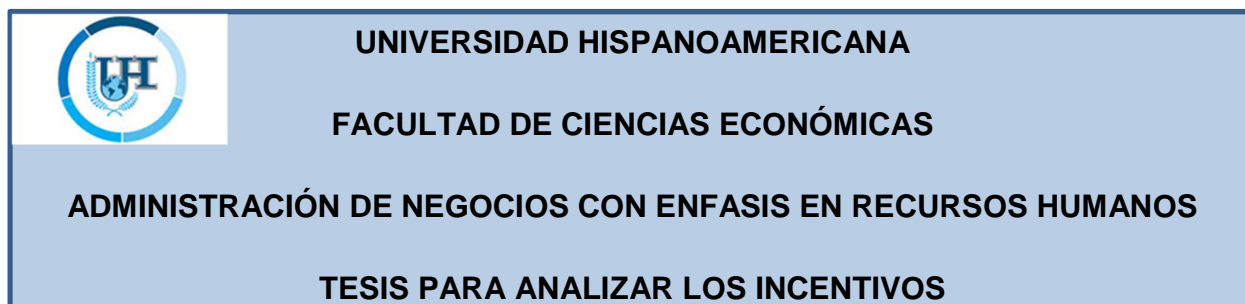 UH
UNIVERSIDAD HISPANOAMERICANA
FACULTAD DE CIENCIAS ECONÓMICAS
ADMINISTRACIÓN DE NEGOCIOS CON ENFASIS EN RECURSOS HUMANOS
TESIS PARA ANALIZAR LOS INCENTIVOS